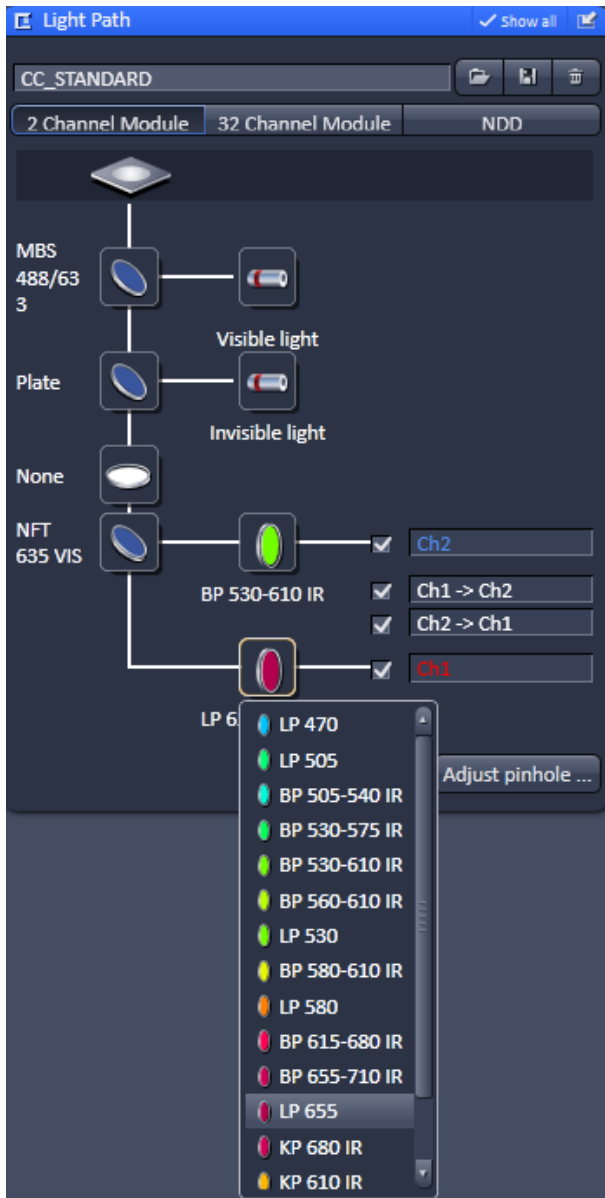 Light Path
Show all
CC_STANDARD
2 Channel Module
32 Channel Module
NDD
MBS
488/63
3
Visible light
Plate
Invisible light
None
NFT
635 VIS
Ch2
BP 530-610 IR
Ch1 -> Ch2
Ch2 -> Ch1
Ch1
LP 6
LP 470
LP 505
BP 505-540 IR
BP 530-575 IR
BP 530-610 IR
BP 560-610 IR
LP 530
BP 580-610 IR
LP 580
BP 615-680 IR
BP 655-710 IR
LP 655
KP 680 IR
KP 610 IR
Adjust pinhole ...